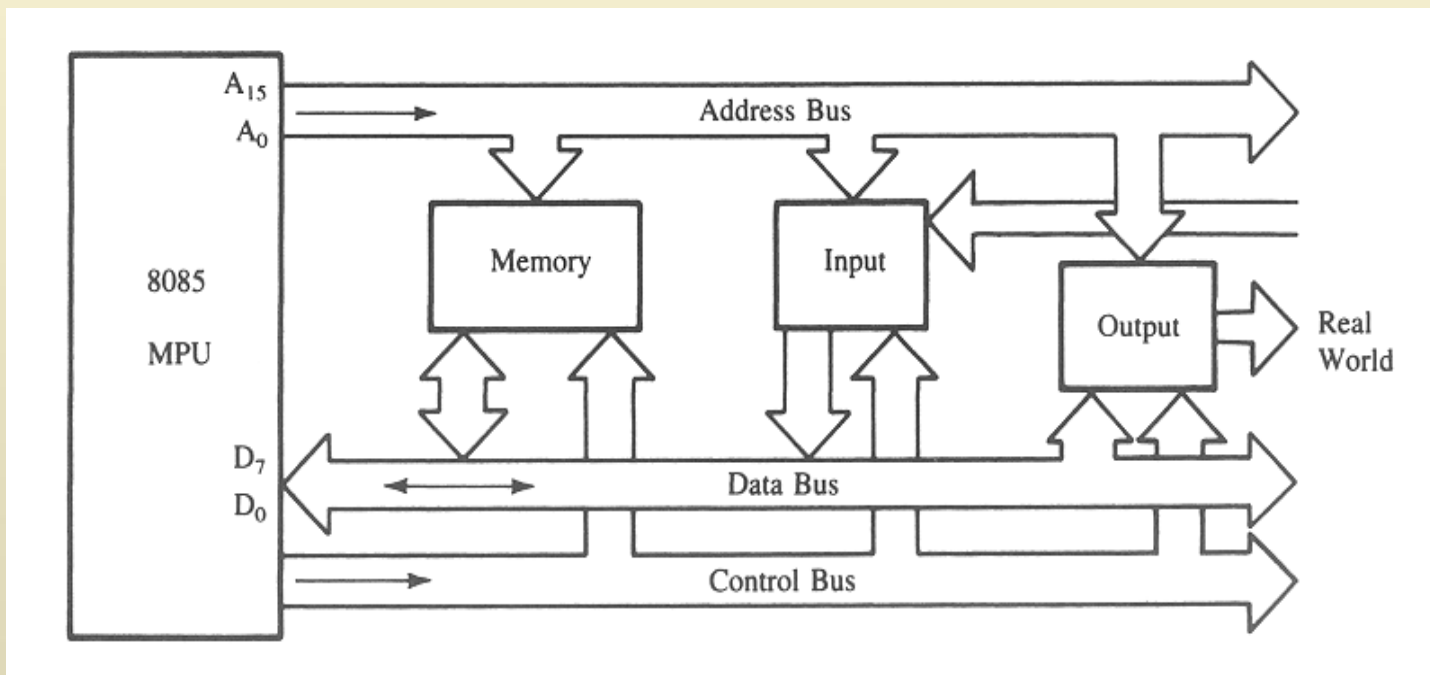 A15
Address Bus
A0
Memory
Input
8085
MPU
Output
Real
World
D7
Data Bus
D0
Control Bus